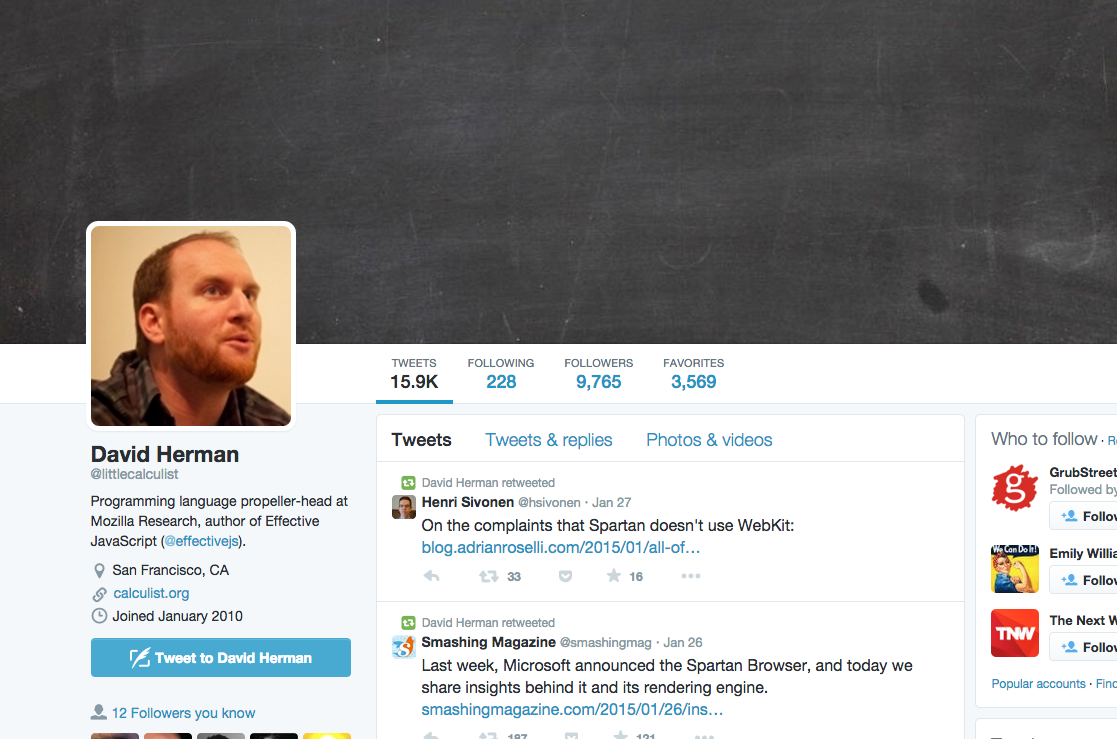 TWEETS
15.9K
FOLLOWING
228
FOLLOWERS
9,765
FAVORITES
3,569
David Herman
@littlecalculist
Programming language propeller-head at
Mozilla Research, author of Effective
JavaScript (@effectivejs).
San Francisco, CA
calculist.org
Joined January 2010
Tweet to David Herman
12 Followers you know
Tweets Tweets & replies Photos & videos
David Herman retweeted
Henri Sivonen @hsivonen · Jan 27
On the complaints that Spartan doesn't use WebKit:
blog.adrianroselli.com/2015/01/all-of…
33 16
David Herman retweeted
Smashing Magazine @smashingmag · Jan 26
Last week, Microsoft announced the Spartan Browser, and today we
share insights behind it and its rendering engine.
smashingmagazine.com/2015/01/26/ins…
187 121
Who to follow · R
g
GrubStreet
Followed by
Follow
We Can Do It!
Emily Willia
Follow
TNW
The Next W
Follow
Popular accounts · Find